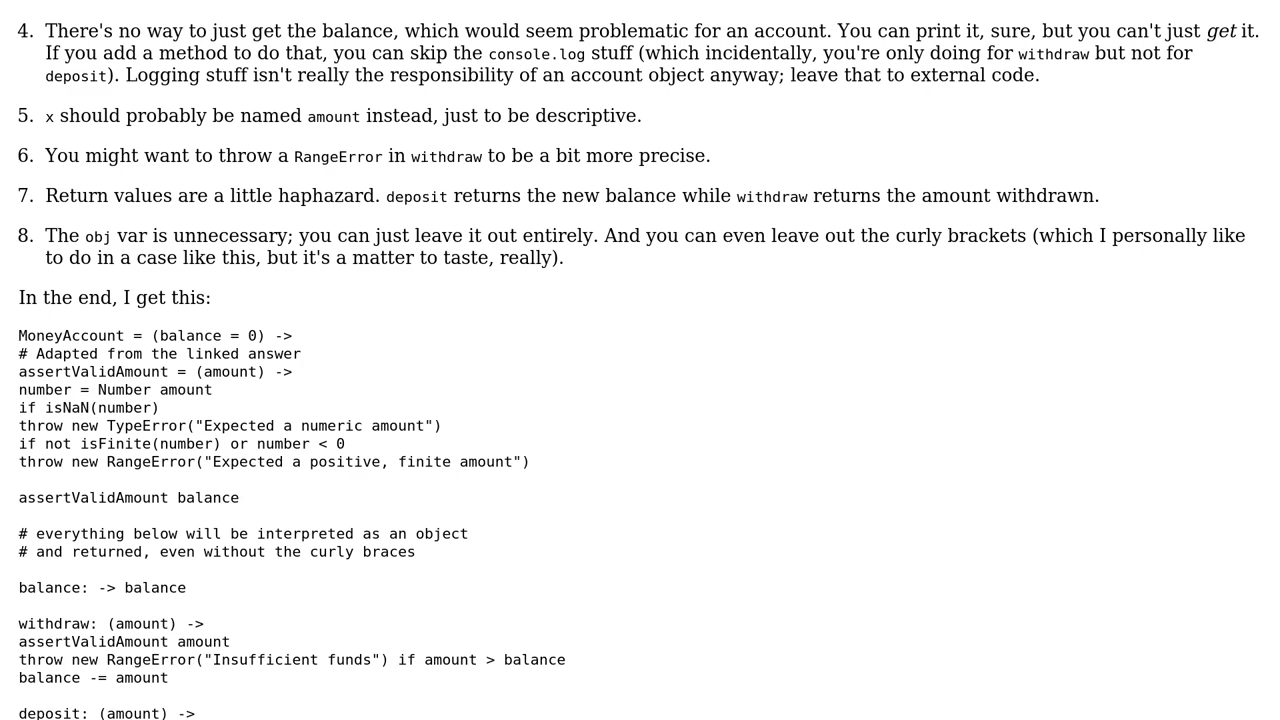 4. There's no way to just get the balance, which would seem problematic for an account. You can print it, sure, but you can't just get it.
If you add a method to do that, you can skip the console.log stuff (which incidentally, you're only doing for withdraw but not for
deposit). Logging stuff isn't really the responsibility of an account object anyway; leave that to external code.
5. x should probably be named amount instead, just to be descriptive.
6. You might want to throw a RangeError in withdraw to be a bit more precise.
7. Return values are a little haphazard. deposit returns the new balance while withdraw returns the amount withdrawn.
8. The obj var is unnecessary; you can just leave it out entirely. And you can even leave out the curly brackets (which I personally like
to do in a case like this, but it's a matter to taste, really).
In the end, I get this:
MoneyAccount = (balance = 0) ->
# Adapted from the linked answer
assertValidAmount = (amount) ->
number = Number amount
if isNaN(number)
throw new TypeError("Expected a numeric amount")
if not isFinite(number) or number < 0
throw new RangeError("Expected a positive, finite amount")
assertValidAmount balance
# everything below will be interpreted as an object
# and returned, even without the curly braces
balance: -> balance
withdraw: (amount) ->
assertValidAmount amount
throw new RangeError("Insufficient funds") if amount > balance
balance -= amount
deposit: (amount) ->